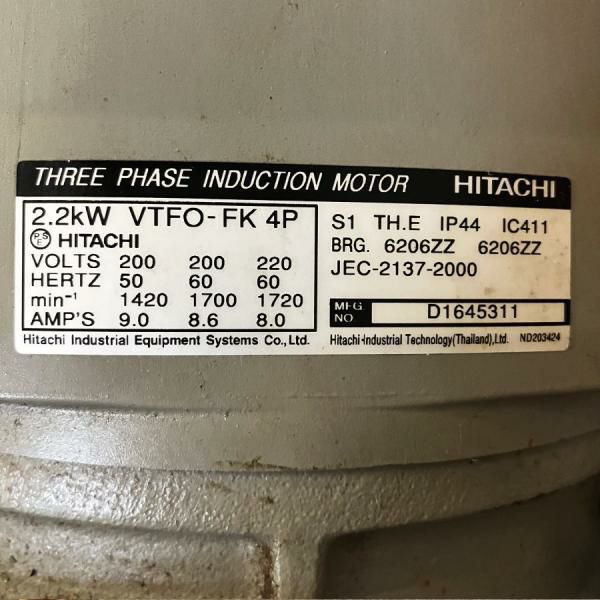 THREE PHASE INDUCTION MOTOR HITACHI
2.2kW VTFO-FK 4P
PSE HITACHI
VOLTS 200 200 220
HERTZ 50 60 60
min⁻¹ 1420 1700 1720
AMP'S 9.0 8.6 8.0
Hitachi Industrial Equipment Systems Co., Ltd.
S1 TH.E IP44 IC411
BRG. 6206ZZ 6206ZZ
JEC-2137-2000
MFG. NO. D1645311
Hitachi Industrial Technology(Thailand),Ltd. ND203424